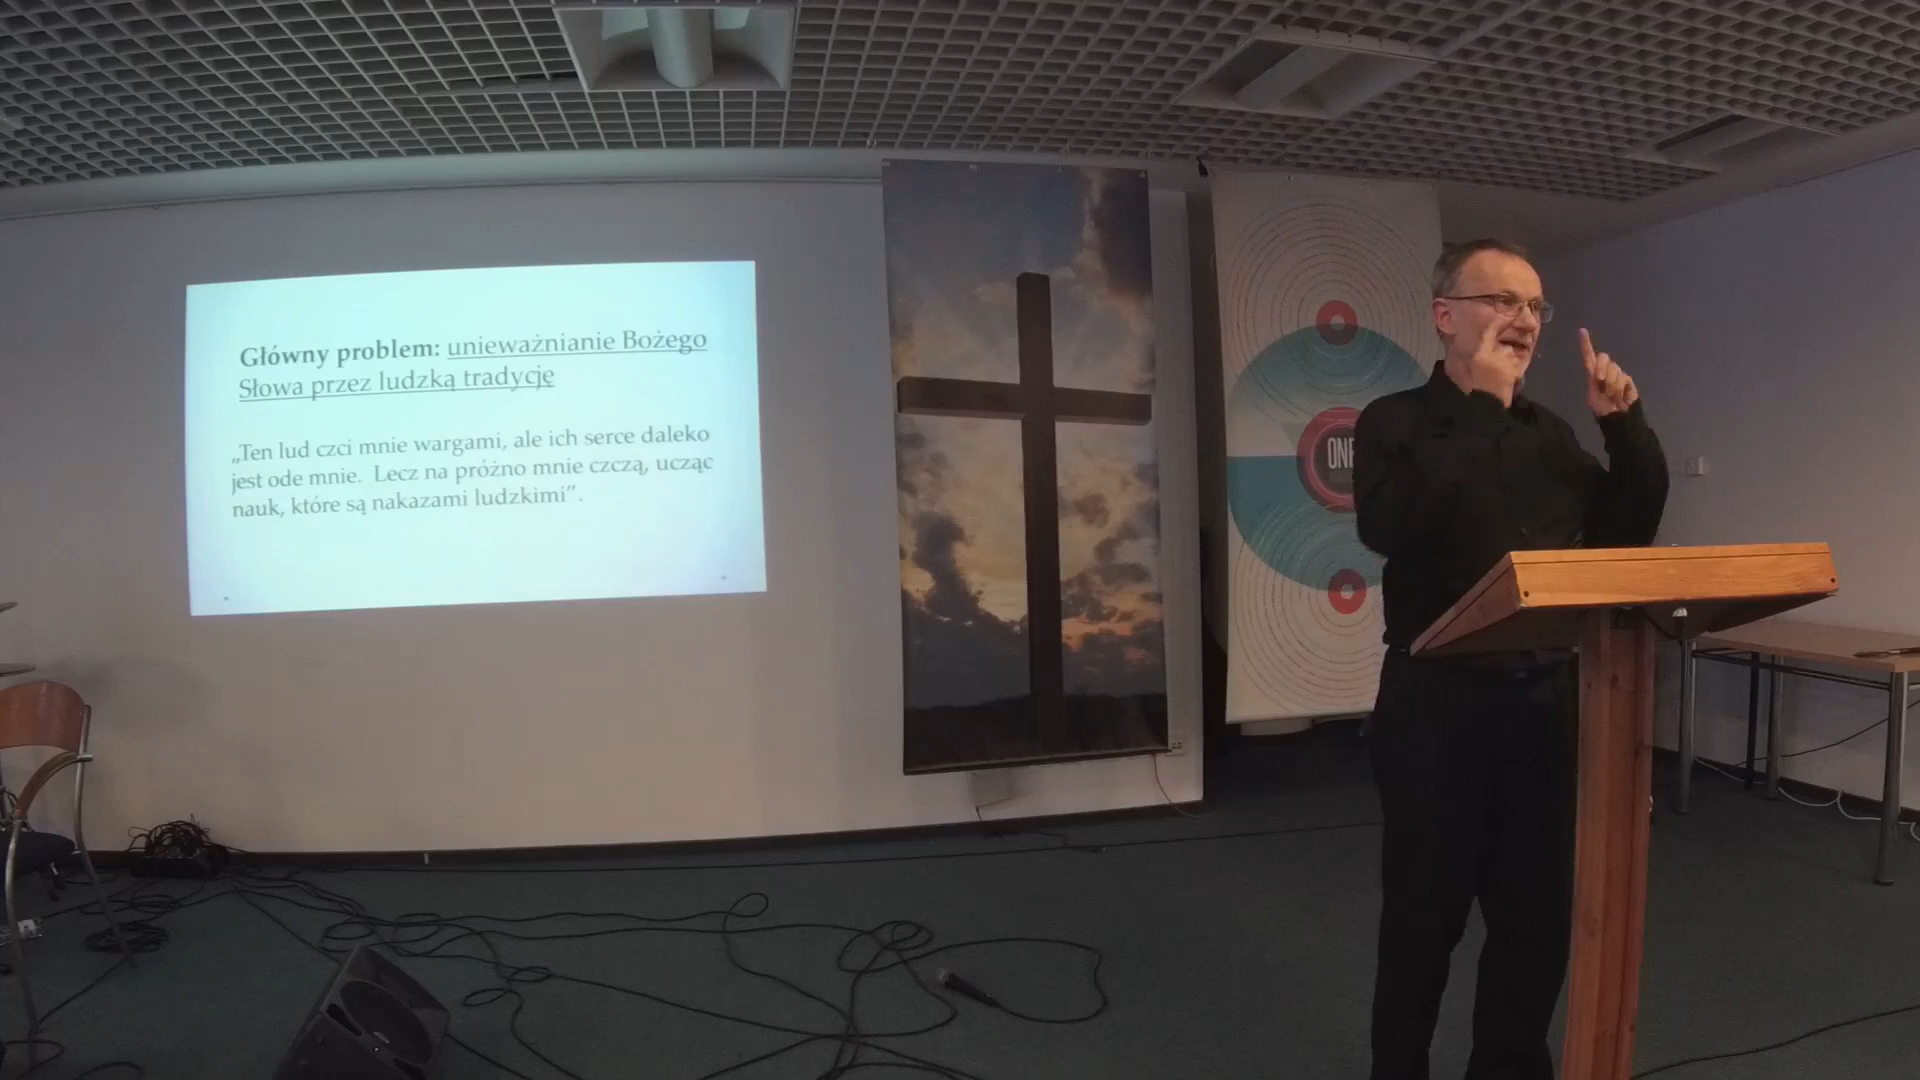 Główny problem: unieważnianie Bożego
Słowa przez ludzką tradycję
„Ten lud czci mnie wargami, ale ich serce daleko
jest ode mnie. Lecz na próżno mnie czczą, ucząc
nauk, które są nakazami ludzkimi”.